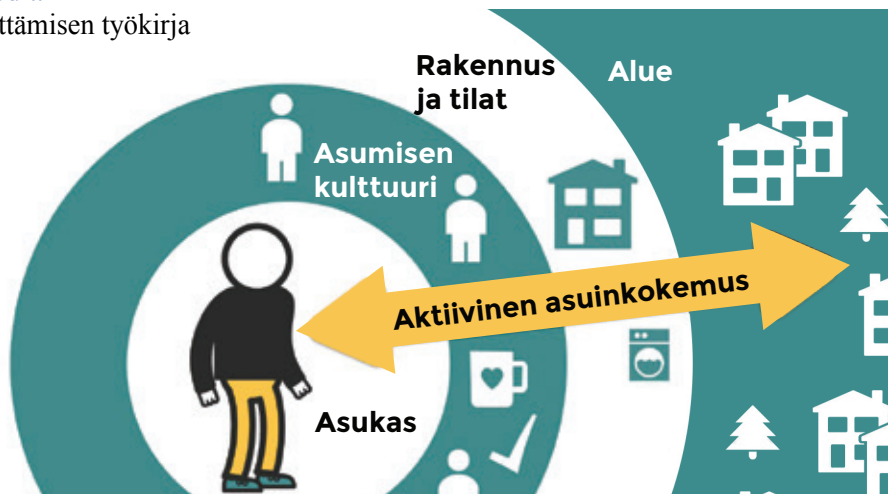 ttämisen työkirja
Rakennus
ja tilat
Alue
Asumisen
kulttuuri
Aktiivinen asuinkokemus
Asukas